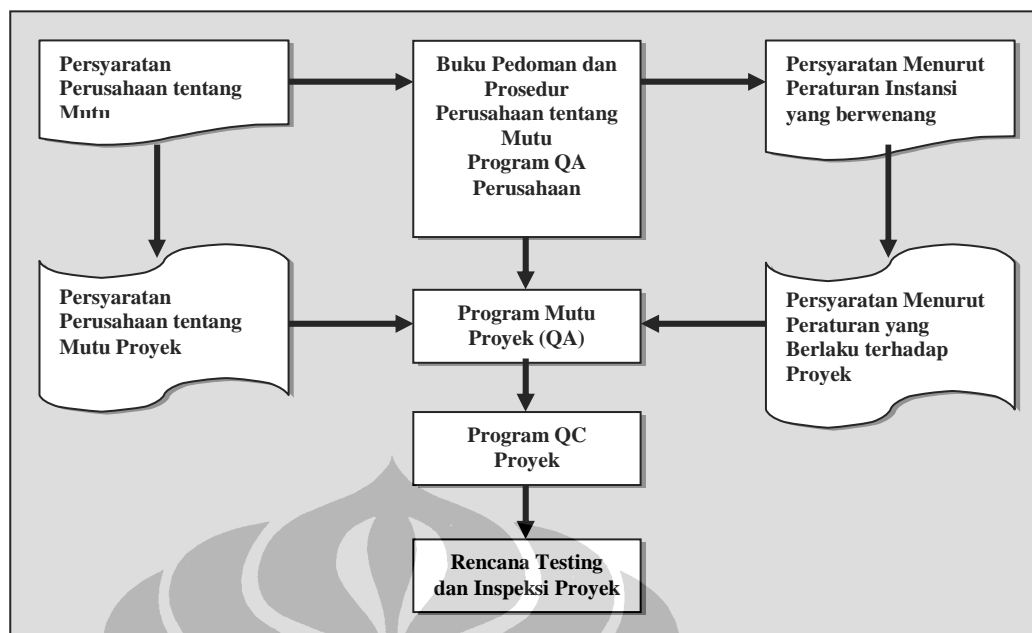 Persyaratan
Perusahaan tentang
Mutu
Buku Pedoman dan
Prosedur
Perusahaan tentang
Mutu
Program QA
Perusahaan
Persyaratan Menurut
Peraturan Instansi
yang berwenang
Persyaratan
Perusahaan tentang
Mutu Proyek
Program Mutu
Proyek (QA)
Persyaratan Menurut
Peraturan yang
Berlaku terhadap
Proyek
Program QC
Proyek
Rencana Testing
dan Inspeksi Proyek